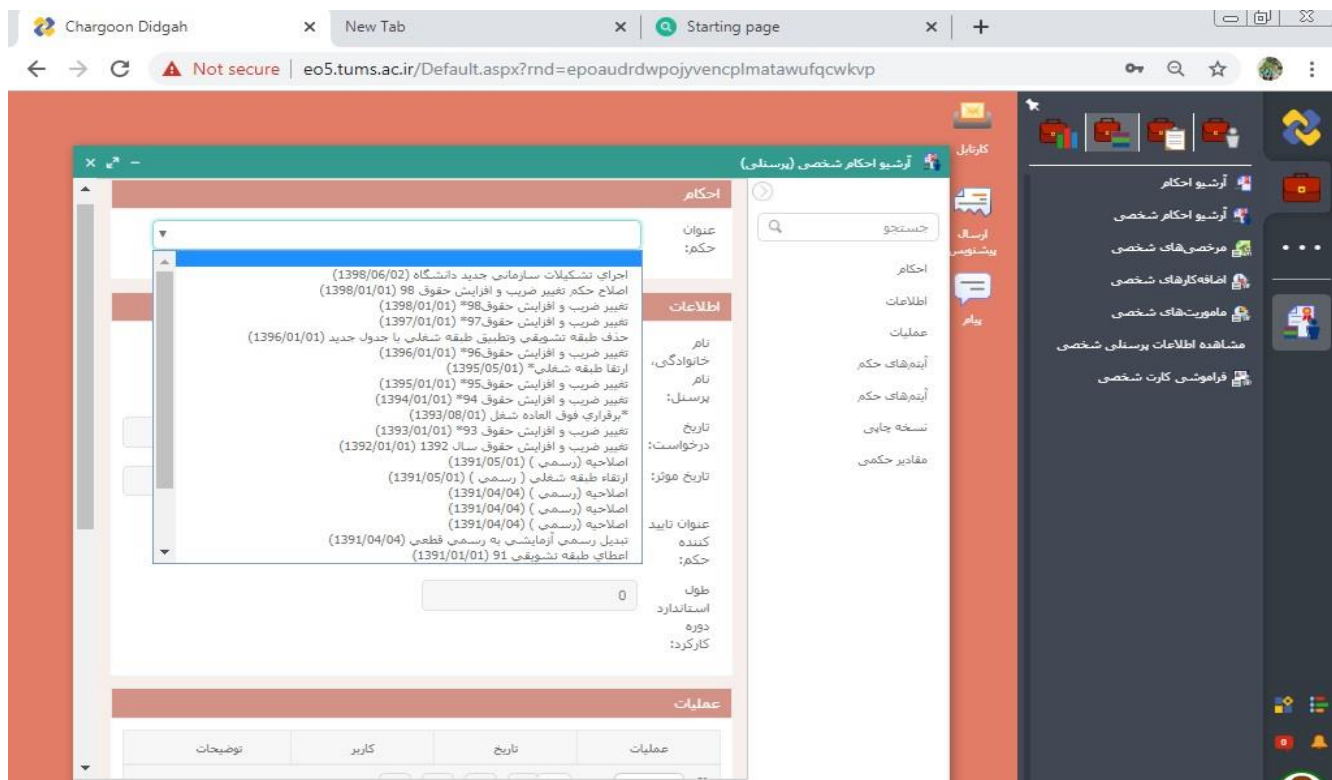 Chargoon Didgah
New Tab
Starting page
Not secure
eo5.tums.ac.ir/Default.aspx?rnd=epoaudrdwpojyvencplmatawufqcwkvp
آرشیو احکام
آرشیو احکام شخصی
مرخصی‌های شخصی
اضافه‌کارهای شخصی
ماموریت‌های شخصی
مشاهده اطلاعات پرسنلی شخصی
فراموشی کارت شخصی
0
کارتابل
ارسال
پیشنویس
پیام
آرشیو احکام شخصی (پرسنلی)
جستجو
احکام
اطلاعات
عملیات
آیتم‌های حکم
آیتم‌های حکم
نسخه چاپی
مقادیر حکمی
احکام
عنوان
حکم:
اجراي تشکیلات سازمانی جدید دانشگاه (1398/06/02)
اصلاح حکم تغییر ضریب و افزایش حقوق 98 (1398/01/01)
تغییر ضریب و افزایش حقوق98* (1398/01/01)
تغییر ضریب و افزایش حقوق97* (1397/01/01)
حذف طبقه تشویقی وتطبیق طبقه شغلی با جدول جدید (1396/01/01)
تغییر ضریب و افزایش حقوق96* (1396/01/01)
ارتقا طبقه شغلی* (1395/05/01)
تغییر ضریب و افزایش حقوق95* (1395/01/01)
تغییر ضریب و افزایش حقوق 94* (1394/01/01)
*برقراري فوق العاده شغل (1393/08/01)
تغییر ضریب و افزایش حقوق 93* (1393/01/01)
تغییر ضریب و افزایش حقوق سال 1392 (1392/01/01)
اصلاحیه (رسمی ) (1391/05/01)
ارتقاء طبقه شغلی ( رسمی ) (1391/05/01)
اصلاحیه (رسمی ) (1391/04/04)
اصلاحیه (رسمی ) (1391/04/04)
اصلاحیه (رسمی ) (1391/04/04)
تبدیل رسمی آزمایشی به رسمی قطعی (1391/04/04)
اعطاي طبقه تشویقی 91 (1391/01/01)
اطلاعات
نام
خانوادگی،
نام
پرسنل:
تاریخ
درخواست:
تاریخ موثر:
عنوان تایید
کننده
حکم:
طول
استاندارد
دوره
کارکرد:
0
عملیات
عملیات
تاریخ
کاربر
توضیحات